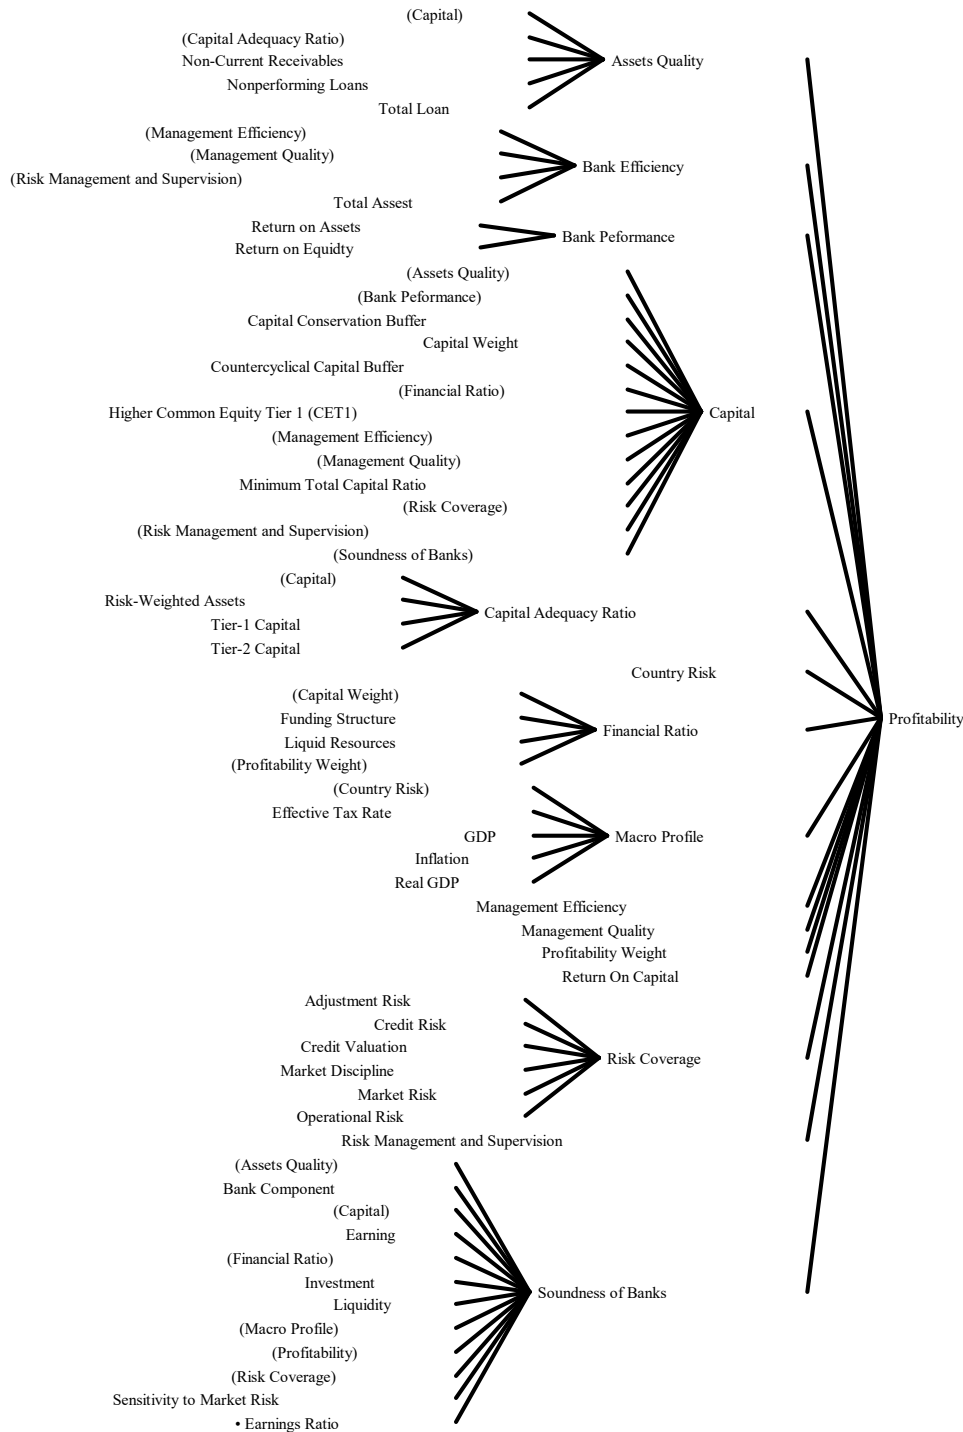 (Capital)
(Capital Adequacy Ratio)
Non-Current Receivables
Assets Quality
Nonperforming Loans
Total Loan
(Management Efficiency)
(Management Quality)
Bank Efficiency
(Risk Management and Supervision)
Total Assest
Return on Assets
Bank Peformance
Return on Equidty
(Assets Quality)
(Bank Peformance)
Capital Conservation Buffer
Capital Weight
Countercyclical Capital Buffer
(Financial Ratio)
Higher Common Equity Tier 1 (CET1)
Capital
(Management Efficiency)
(Management Quality)
Minimum Total Capital Ratio
(Risk Coverage)
(Risk Management and Supervision)
(Soundness of Banks)
(Capital)
Risk-Weighted Assets
Capital Adequacy Ratio
Tier-1 Capital
Tier-2 Capital
Country Risk
(Capital Weight)
Funding Structure
Profitability
Financial Ratio
Liquid Resources
(Profitability Weight)
(Country Risk)
Effective Tax Rate
GDP
Macro Profile
Inflation
Real GDP
Management Efficiency
Management Quality
Profitability Weight
Return On Capital
Adjustment Risk
Credit Risk
Credit Valuation
Risk Coverage
Market Discipline
Market Risk
Operational Risk
Risk Management and Supervision
(Assets Quality)
Bank Component
(Capital)
Earning
(Financial Ratio)
Investment
Soundness of Banks
Liquidity
(Macro Profile)
(Profitability)
(Risk Coverage)
Sensitivity to Market Risk
• Earnings Ratio